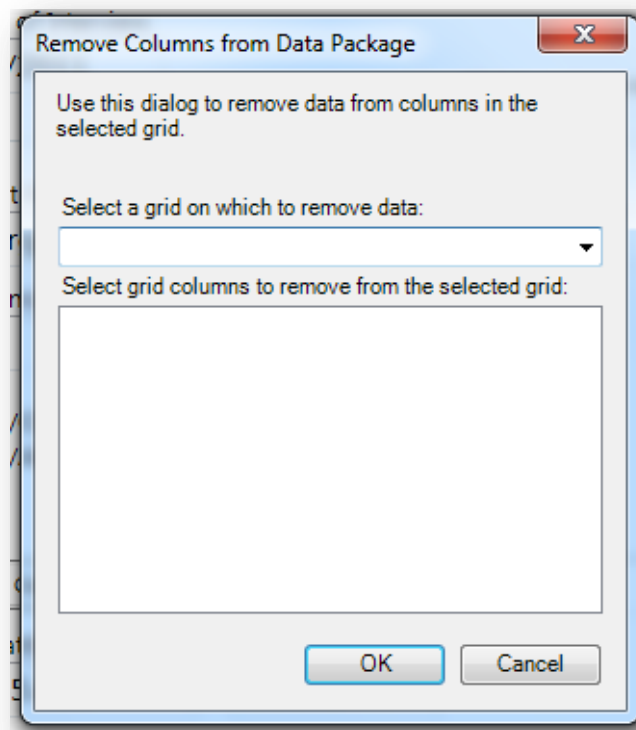 Remove Columns from Data Package
Use this dialog to remove data from columns in the
selected grid.
Select a grid on which to remove data:
Select grid columns to remove from the selected grid:
OK
Cancel